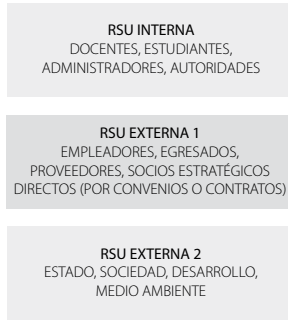 RSU INTERNA
DOCENTES, ESTUDIANTES,
ADMINISTRADORES, AUTORIDADES
RSU EXTERNA 1
EMPLEADORES, EGRESADOS,
PROVEEDORES, SOCIOS ESTRATÉGICOS
DIRECTOS (POR CONVENIOS O CONTRATOS)
RSU EXTERNA 2
ESTADO, SOCIEDAD, DESARROLLO,
MEDIO AMBIENTE